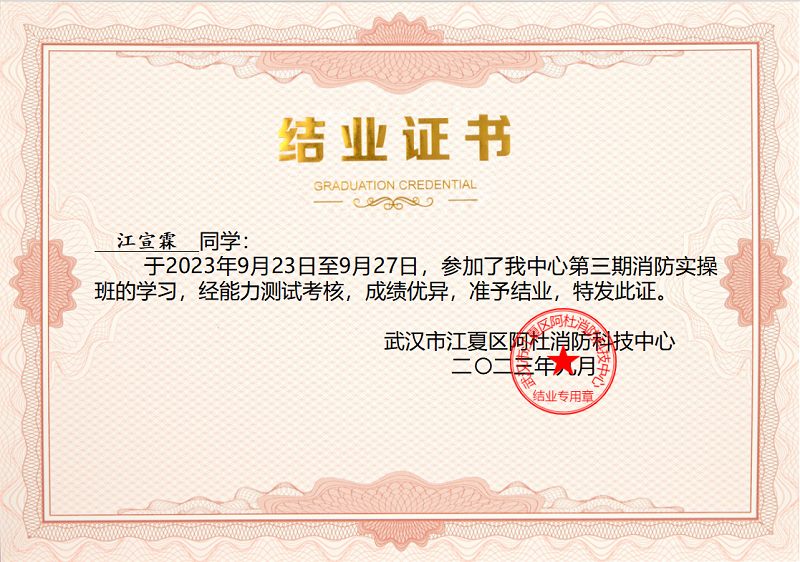 结业证书
GRADUATION CREDENTIAL
江宣霖 同学：
于2023年9月23日至9月27日，参加了我中心第三期消防实操
班的学习，经能力测试考核，成绩优异，准予结业，特发此证。
武汉市江夏区阿杜消防科技中心
二〇二三年九月
武汉市江夏区阿杜消防科技中心
结业专用章